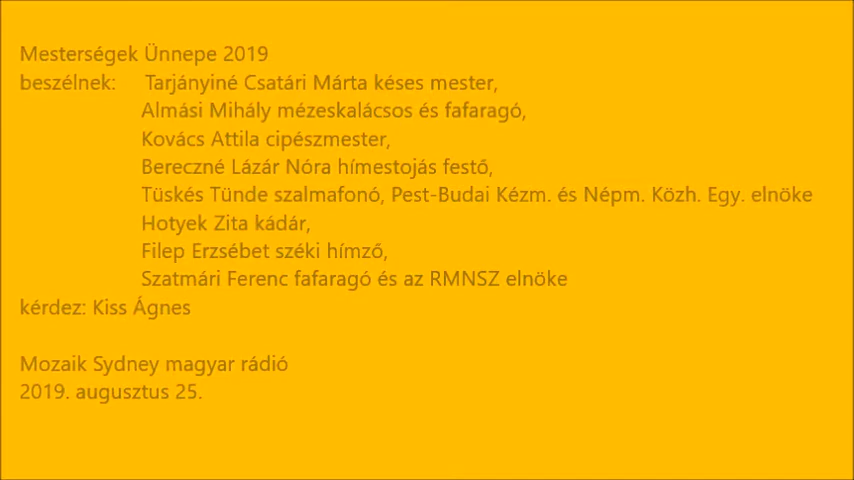 Mesterségek Ünnepe 2019
beszélnek: Tarjányiné Csatári Márta késes mester,
Almási Mihály mézeskalácsos és fafaragó,
Kovács Attila cipészmester,
Bereczné Lázár Nóra hímestojás festő,
Tüskés Tünde szalmafonó, Pest-Budai Kézm. és Népm. Közh. Egy. elnöke
Hotyek Zita kádár,
Filep Erzsébet széki hímző,
Szatmári Ferenc fafaragó és az RMNSZ elnöke
kérdez: Kiss Ágnes
Mozaik Sydney magyar rádió
2019. augusztus 25.